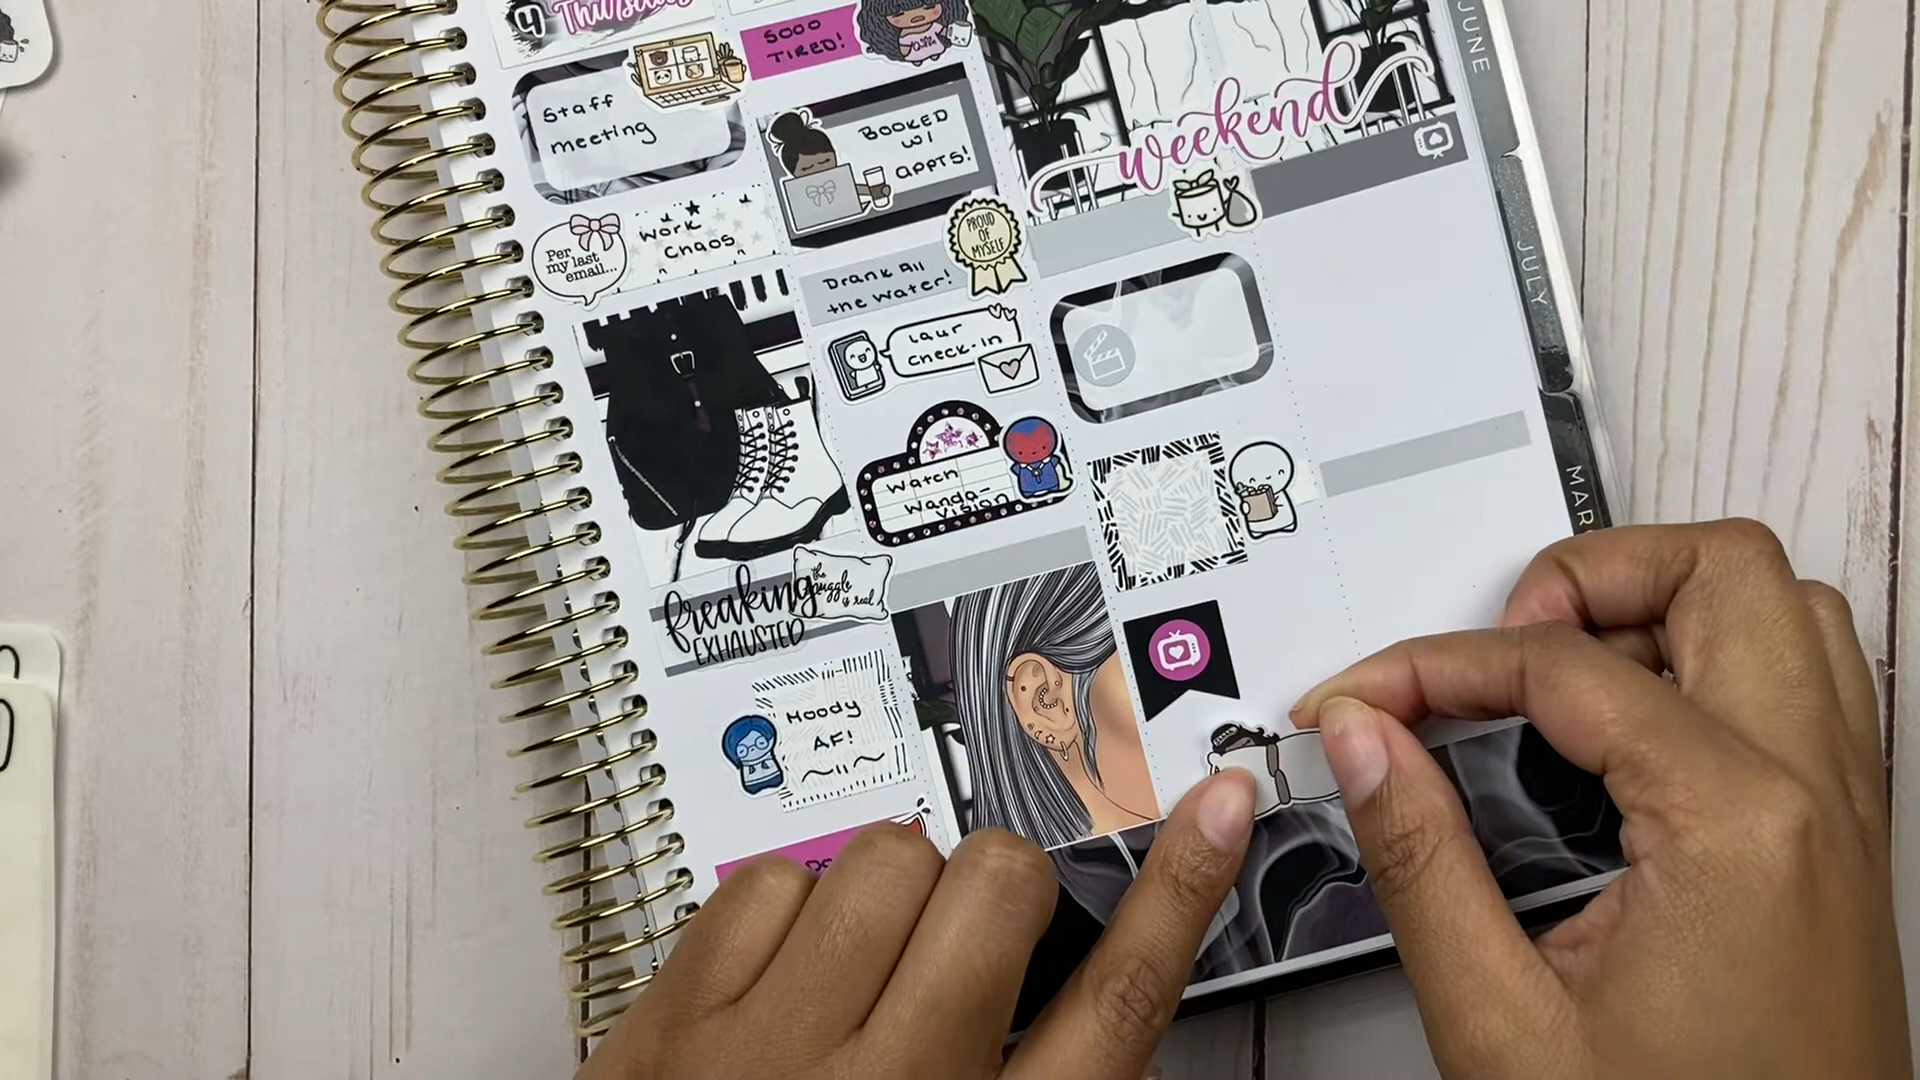 4 Thursday
Staff
meeting
Per
my last
email...
Work
Chaos
freaking
EXHAUSTED
the
struggle
is real
Moody
AF!
SOOO
TIRED!
BOOKED
W/
APPTS!
PROUD
OF
MYSELF
Drank All
the Water!
Laur
check-in
Watch
Wanda-
Vision
weekend
JUNE
JULY
MAR